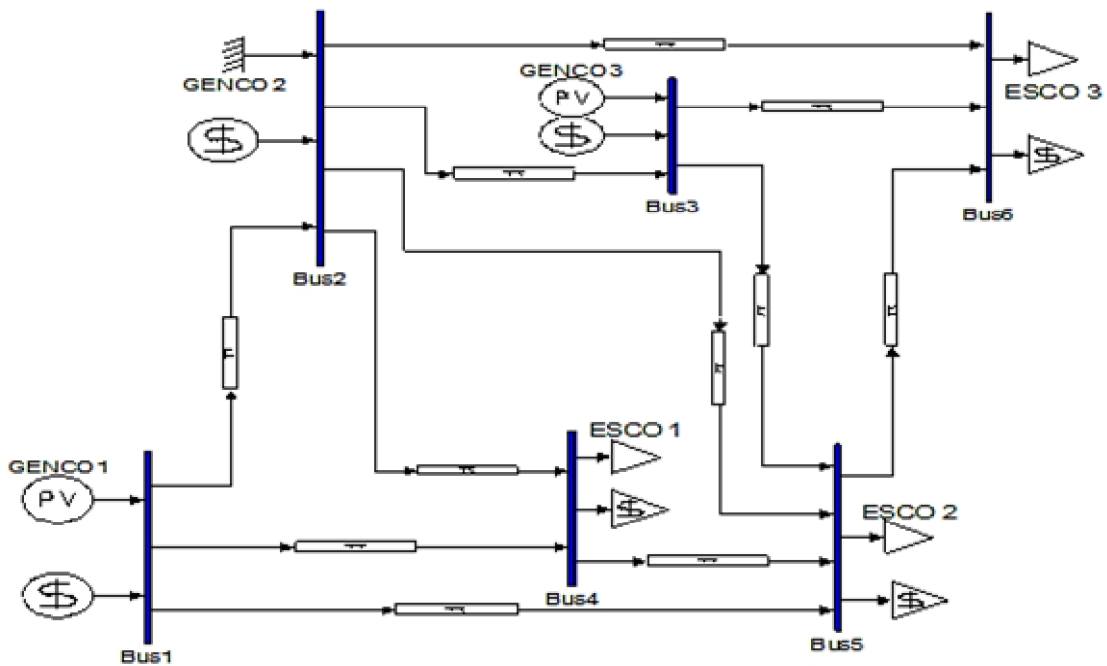 GENCO 2
$
Bus2
GENCO 3
PV
$
Bus3
ESCO 3
$
Bus6
GENCO 1
PV
$
Bus1
ESCO 1
$
Bus4
ESCO 2
$
Bus5